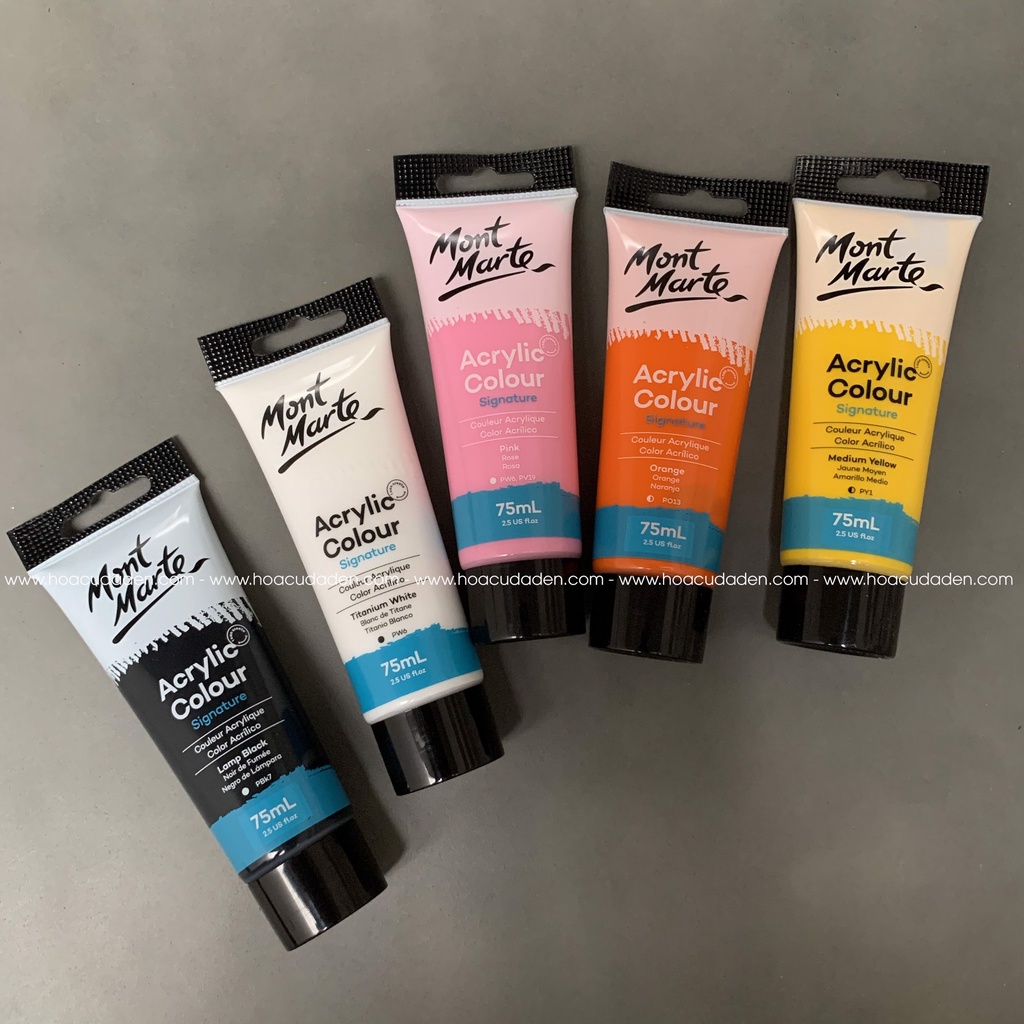 Mont
Marte
Acrylic
Colour
Signature
Couleur Acrylique
Color Acrílico
Lamp Black
Noir de Fumée
Negro de Lámpara
PBk7
75mL
2.5 US fl.oz
Mont
Marte
Acrylic
Colour
Signature
Couleur Acrylique
Color Acrílico
Titanium White
Blanc de Titane
Titanio Blanco
PW6
75mL
2.5 US fl.oz
Mont
Marte
Acrylic
Colour
Signature
Couleur Acrylique
Color Acrílico
Pink
Rose
Rosa
PW6 PV19
75mL
2.5 US fl.oz
Mont
Marte
Acrylic
Colour
Signature
Couleur Acrylique
Color Acrílico
Orange
Orange
Naranjo
PO13
75mL
2.5 US fl.oz
Mont
Marte
Acrylic
Colour
Signature
Couleur Acrylique
Color Acrílico
Medium Yellow
Jaune Moyen
Amarillo Medio
PY1
75mL
2.5 US fl.oz
www.hoacudaden.com - www.hoacudaden.com - www.hoacudaden.com - www.hoacudaden.com - www.hoacudaden.com